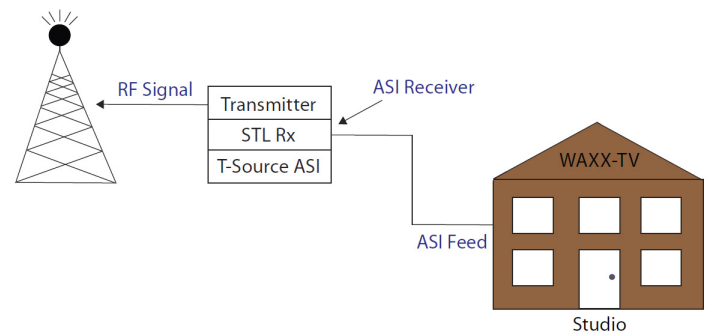 RF Signal
ASI Receiver
Transmitter
STL Rx
T-Source ASI
WAXX-TV
ASI Feed
Studio